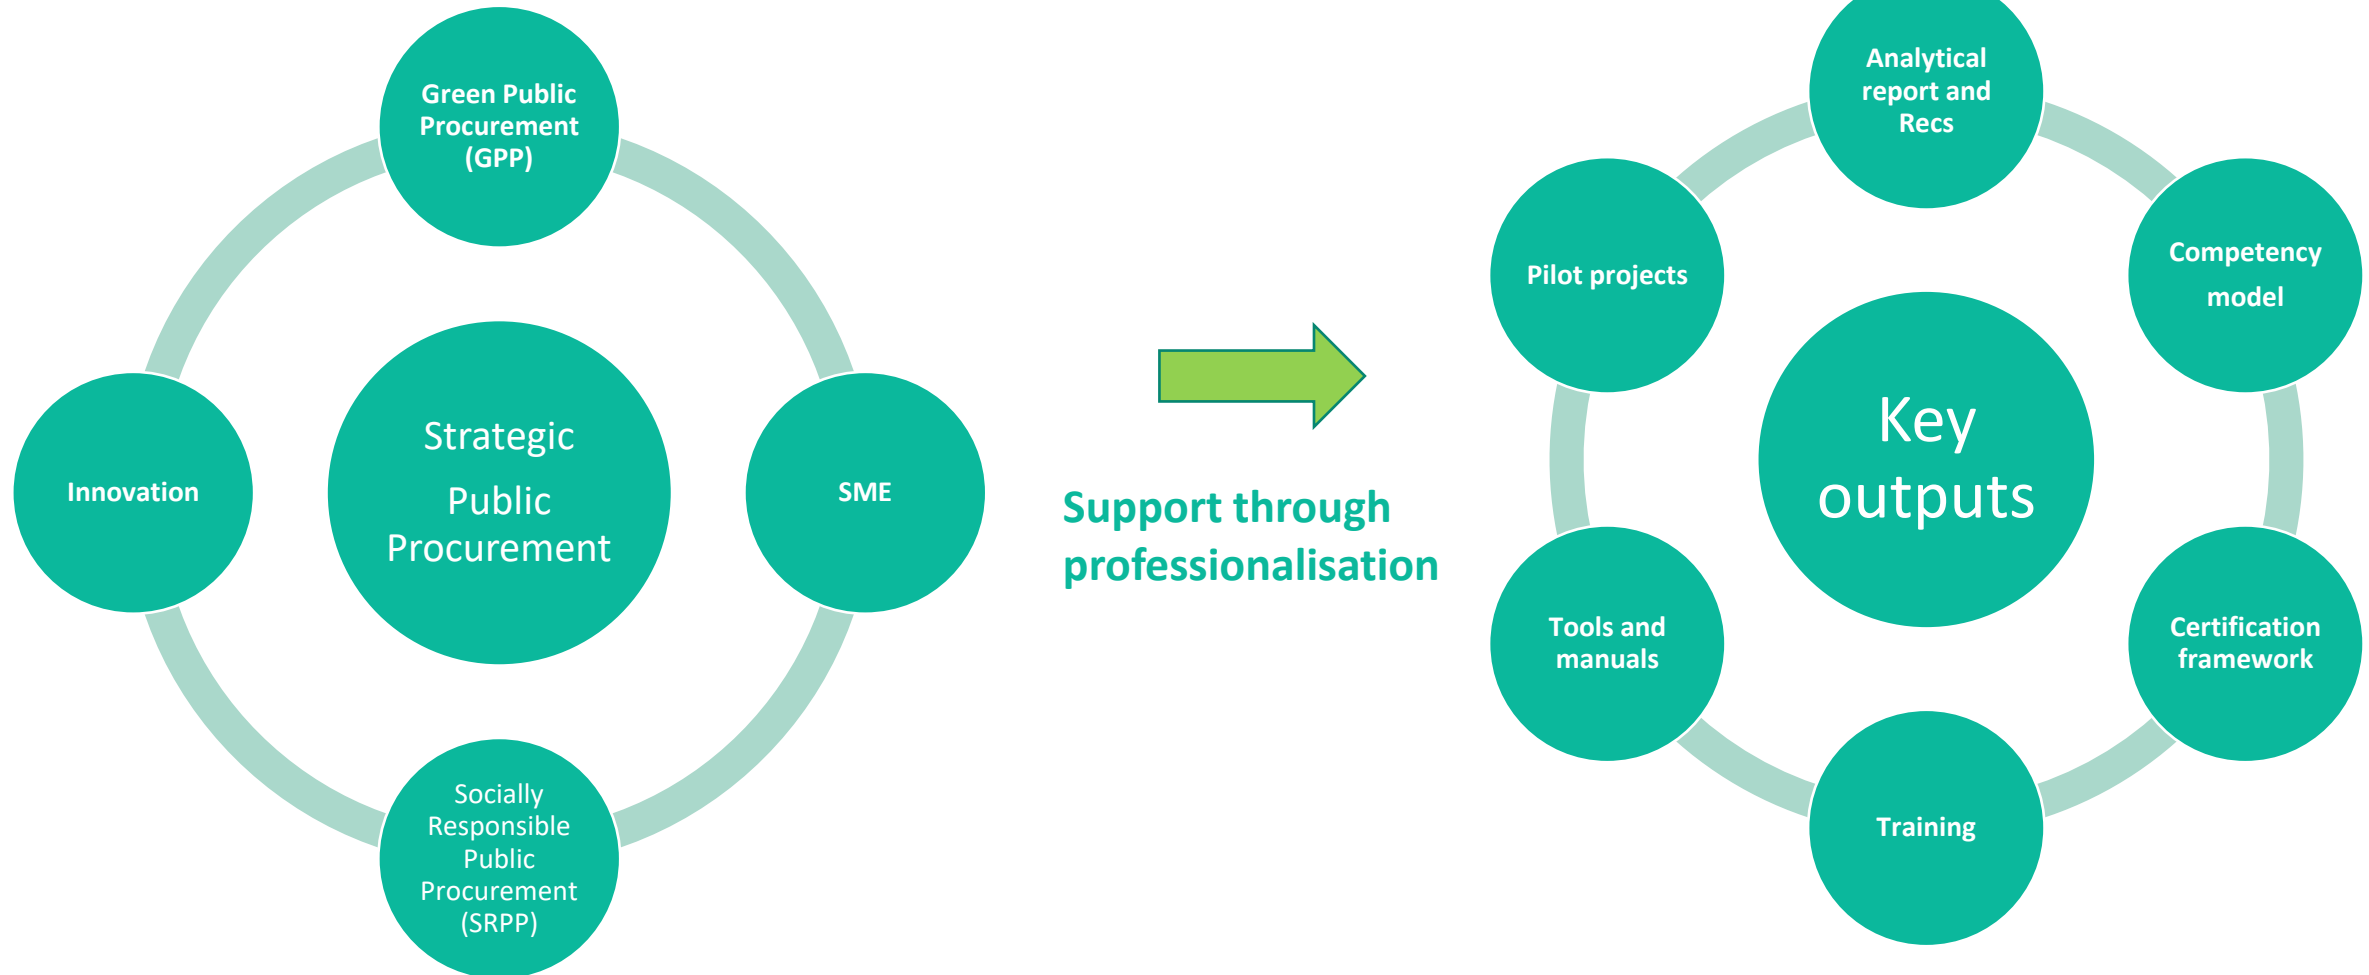 Green Public
Procurement
(GPP)
Innovation
Strategic
Public
Procurement
SME
Socially
Responsible
Public
Procurement
(SRPP)
Support through
professionalisation
Analytical
report and
Recs
Competency
model
Pilot projects
Key
outputs
Tools and
manuals
Certification
framework
Training